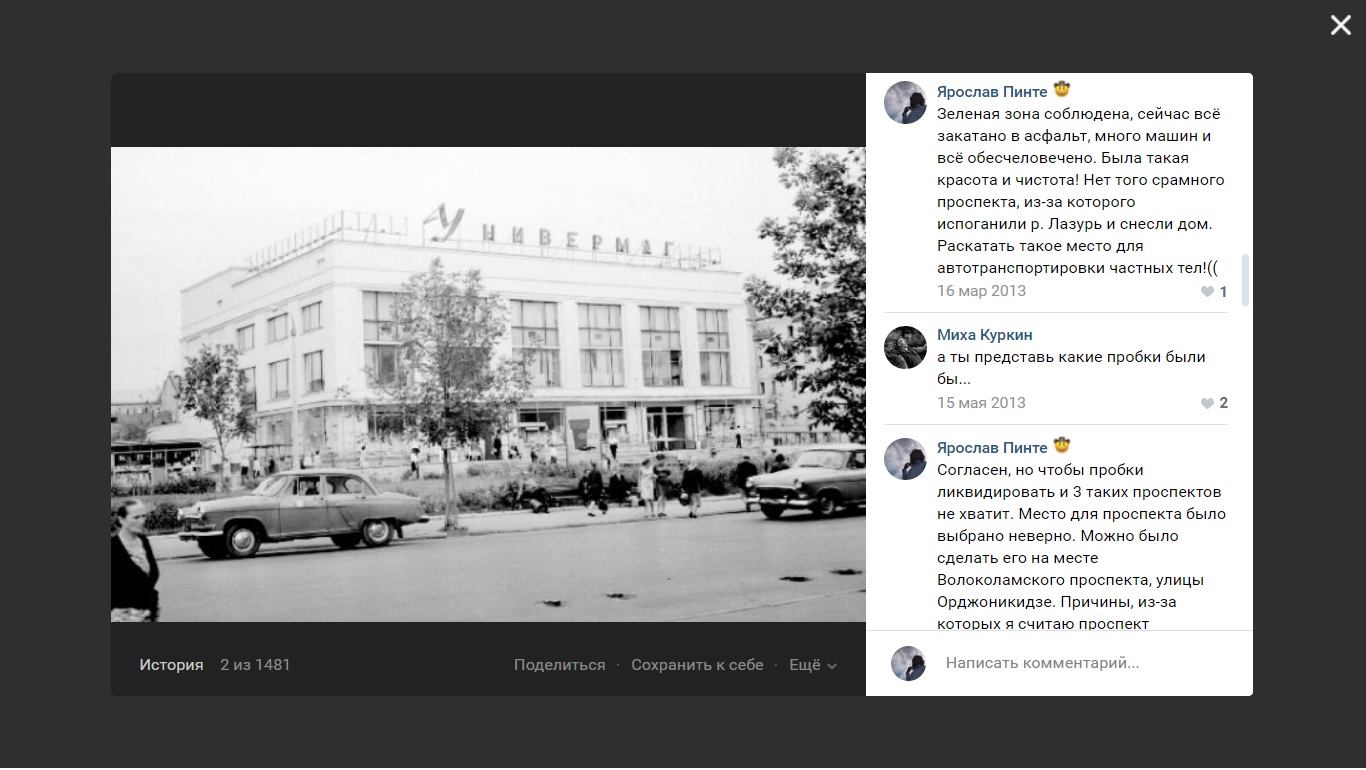 УНИВЕРМАГ
Ярослав Пинте
Зеленая зона соблюдена, сейчас всё
закатано в асфальт, много машин и
всё обесчеловечено. Была такая
красота и чистота! Нет того срамного
проспекта, из-за которого
испоганили р. Лазурь и снесли дом.
Раскатать такое место для
автотранспортировки частных тел!((
16 мар 2013
1
Миха Куркин
а ты представь какие пробки были
бы...
15 мая 2013
2
Ярослав Пинте
Согласен, но чтобы пробки
ликвидировать и 3 таких проспектов
не хватит. Место для проспекта было
выбрано неверно. Можно было
сделать его на месте
Волоколамского проспекта, улицы
Орджоникидзе. Причины, из-за
которых я считаю проспект
История 2 из 1481
Поделиться · Сохранить к себе · Ещё
Написать комментарий...